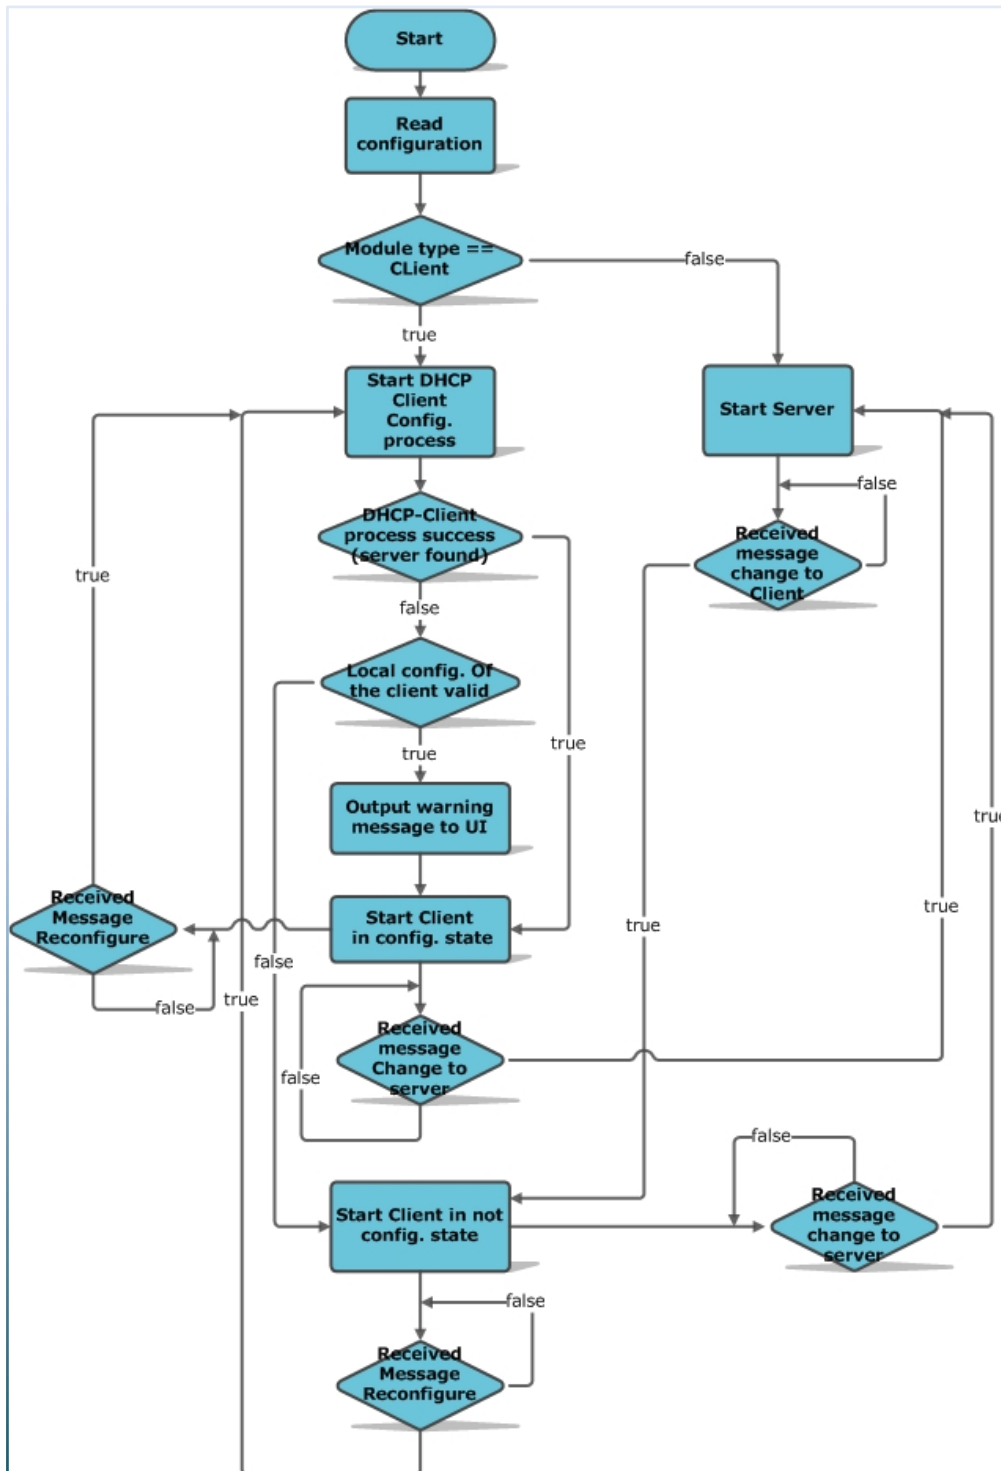 Start
Read
configuration
Module type ==
CLient
false
true
Start DHCP
Client
Config.
process
Start Server
false
DHCP-Client
process success
(server found)
Received
message
change to
Client
true
false
Local config. Of
the client valid
true
true
Output warning
message to UI
true
Received
Message
Reconfigure
Start Client
in config. state
true
true
false
false
true
Received
message
Change to
server
false
false
Start Client in not
config. state
Received
message
change to
server
false
Received
Message
Reconfigure